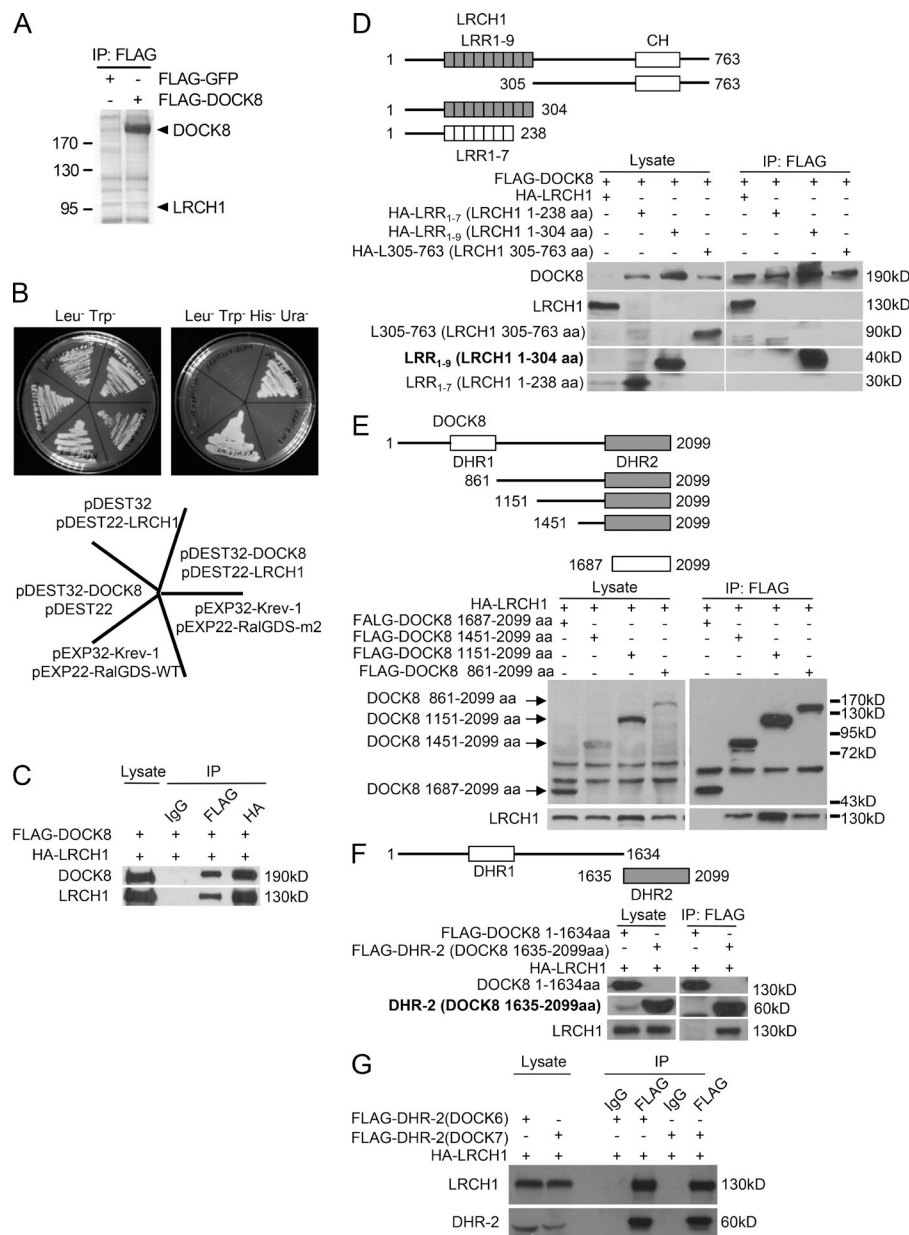 A
IP: FLAG
+ - FLAG-GFP
- + FLAG-DOCK8
DOCK8
170
130
95
LRCH1
B
Leu- Trp-
Leu- Trp- His- Ura-
pDEST32
pDEST22-LRCH1
pDEST32-DOCK8
pDEST22-LRCH1
pDEST32-DOCK8
pDEST22
pEXP32-Krev-1
pEXP22-RalGDS-m2
pEXP32-Krev-1
pEXP22-RalGDS-WT
C
Lysate IP
IgG FLAG HA
FLAG-DOCK8 + + + +
HA-LRCH1 + + + +
DOCK8 190kD
LRCH1 130kD
D
LRCH1
1 LRR1-9 CH 763
305 763
1 304
1 238
LRR1-7
Lysate IP: FLAG
FLAG-DOCK8 + + + + + + + +
HA-LRCH1 + - - - + - - -
HA-LRR1-7 (LRCH1 1-238 aa) - + - - - + - -
HA-LRR1-9 (LRCH1 1-304 aa) - - + - - - + -
HA-L305-763 (LRCH1 305-763 aa) - - - + - - - +
DOCK8 190kD
LRCH1 130kD
L305-763 (LRCH1 305-763 aa) 90kD
LRR1-9 (LRCH1 1-304 aa) 40kD
LRR1-7 (LRCH1 1-238 aa) 30kD
E
DOCK8
1 2099
DHR1 DHR2
861 2099
1151 2099
1451 2099
1687 2099
Lysate IP: FLAG
HA-LRCH1 + + + + + + + +
FALG-DOCK8 1687-2099 aa + - - - + - - -
FLAG-DOCK8 1451-2099 aa - + - - - + - -
FLAG-DOCK8 1151-2099 aa - - + - - - + -
FLAG-DOCK8 861-2099 aa - - - + - - - +
DOCK8 861-2099 aa
DOCK8 1151-2099 aa
DOCK8 1451-2099 aa
DOCK8 1687-2099 aa
170kD
130kD
95kD
72kD
43kD
LRCH1 130kD
F
1 DHR1 1634
1635 2099
DHR2
Lysate IP: FLAG
FLAG-DOCK8 1-1634aa + - + -
FLAG-DHR-2 (DOCK8 1635-2099aa) - + - +
HA-LRCH1 + + + +
DOCK8 1-1634aa 130kD
DHR-2 (DOCK8 1635-2099aa) 60kD
LRCH1 130kD
G
Lysate IP
IgG FLAG IgG FLAG
FLAG-DHR-2(DOCK6) + - + + - -
FLAG-DHR-2(DOCK7) - + - - + +
HA-LRCH1 + + + + + +
LRCH1 130kD
DHR-2 60kD